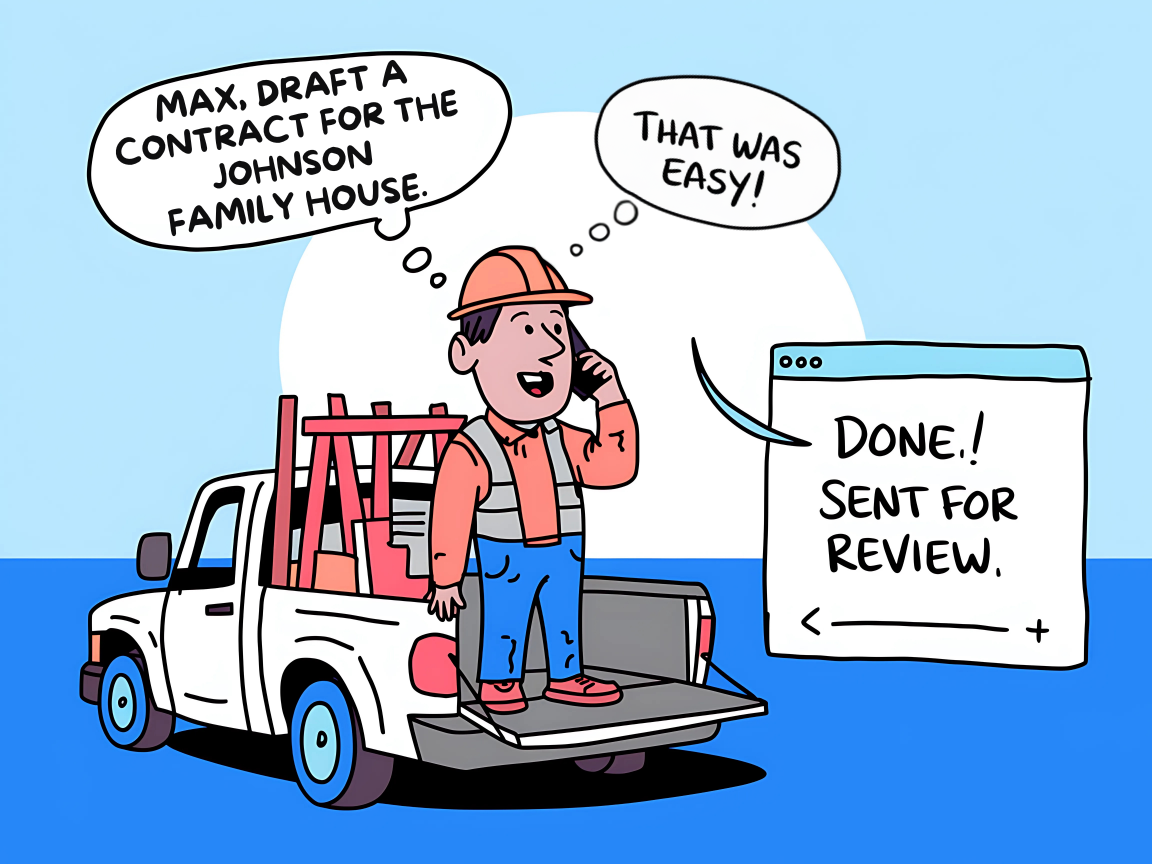 MAX, DRAFT A
CONTRACT FOR THE
JOHNSON
FAMILY HOUSE.
THAT WAS
EASY!
DONE.!
SENT FOR
REVIEW.